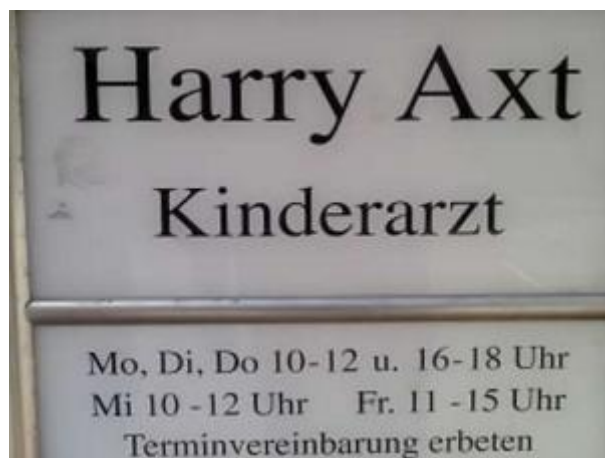 Harry Axt
Kinderarzt
Mo, Di, Do 10-12 u. 16-18 Uhr
Mi 10 -12 Uhr Fr. 11 -15 Uhr
Terminvereinbarung erbeten